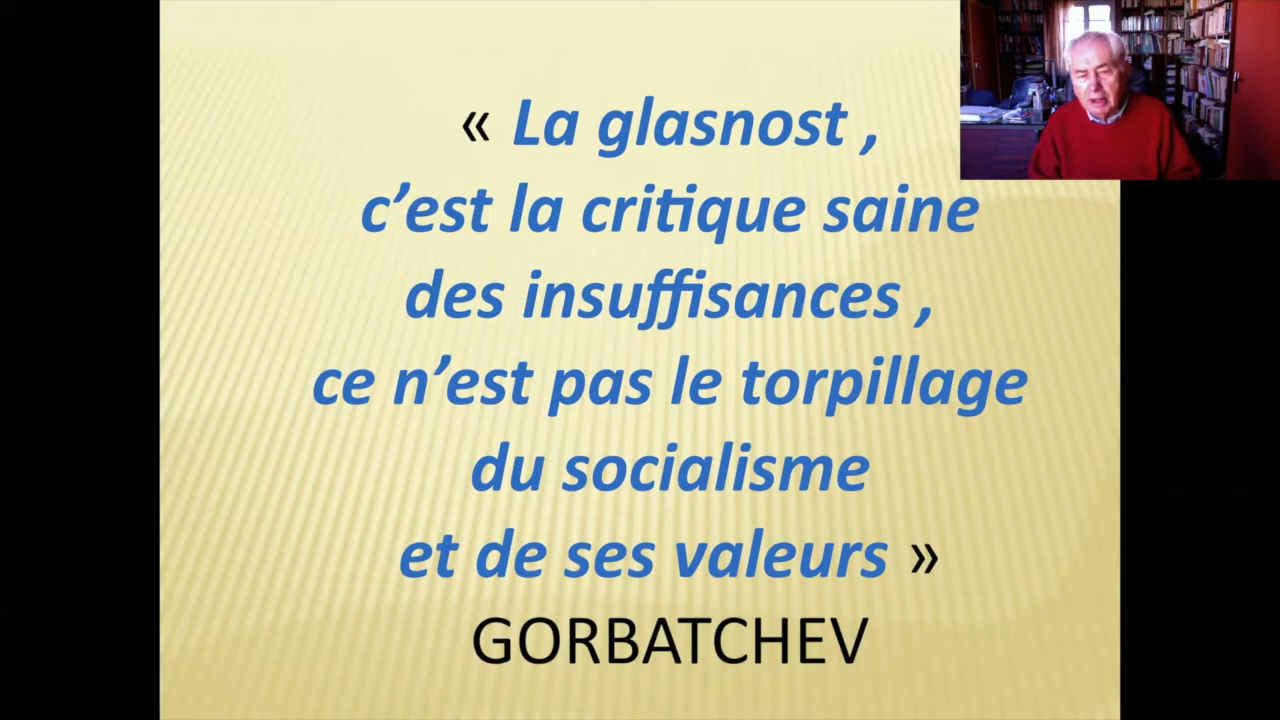 « La glasnost ,
c’est la critique saine
des insuffisances ,
ce n’est pas le torpillage
du socialisme
et de ses valeurs »
GORBATCHEV